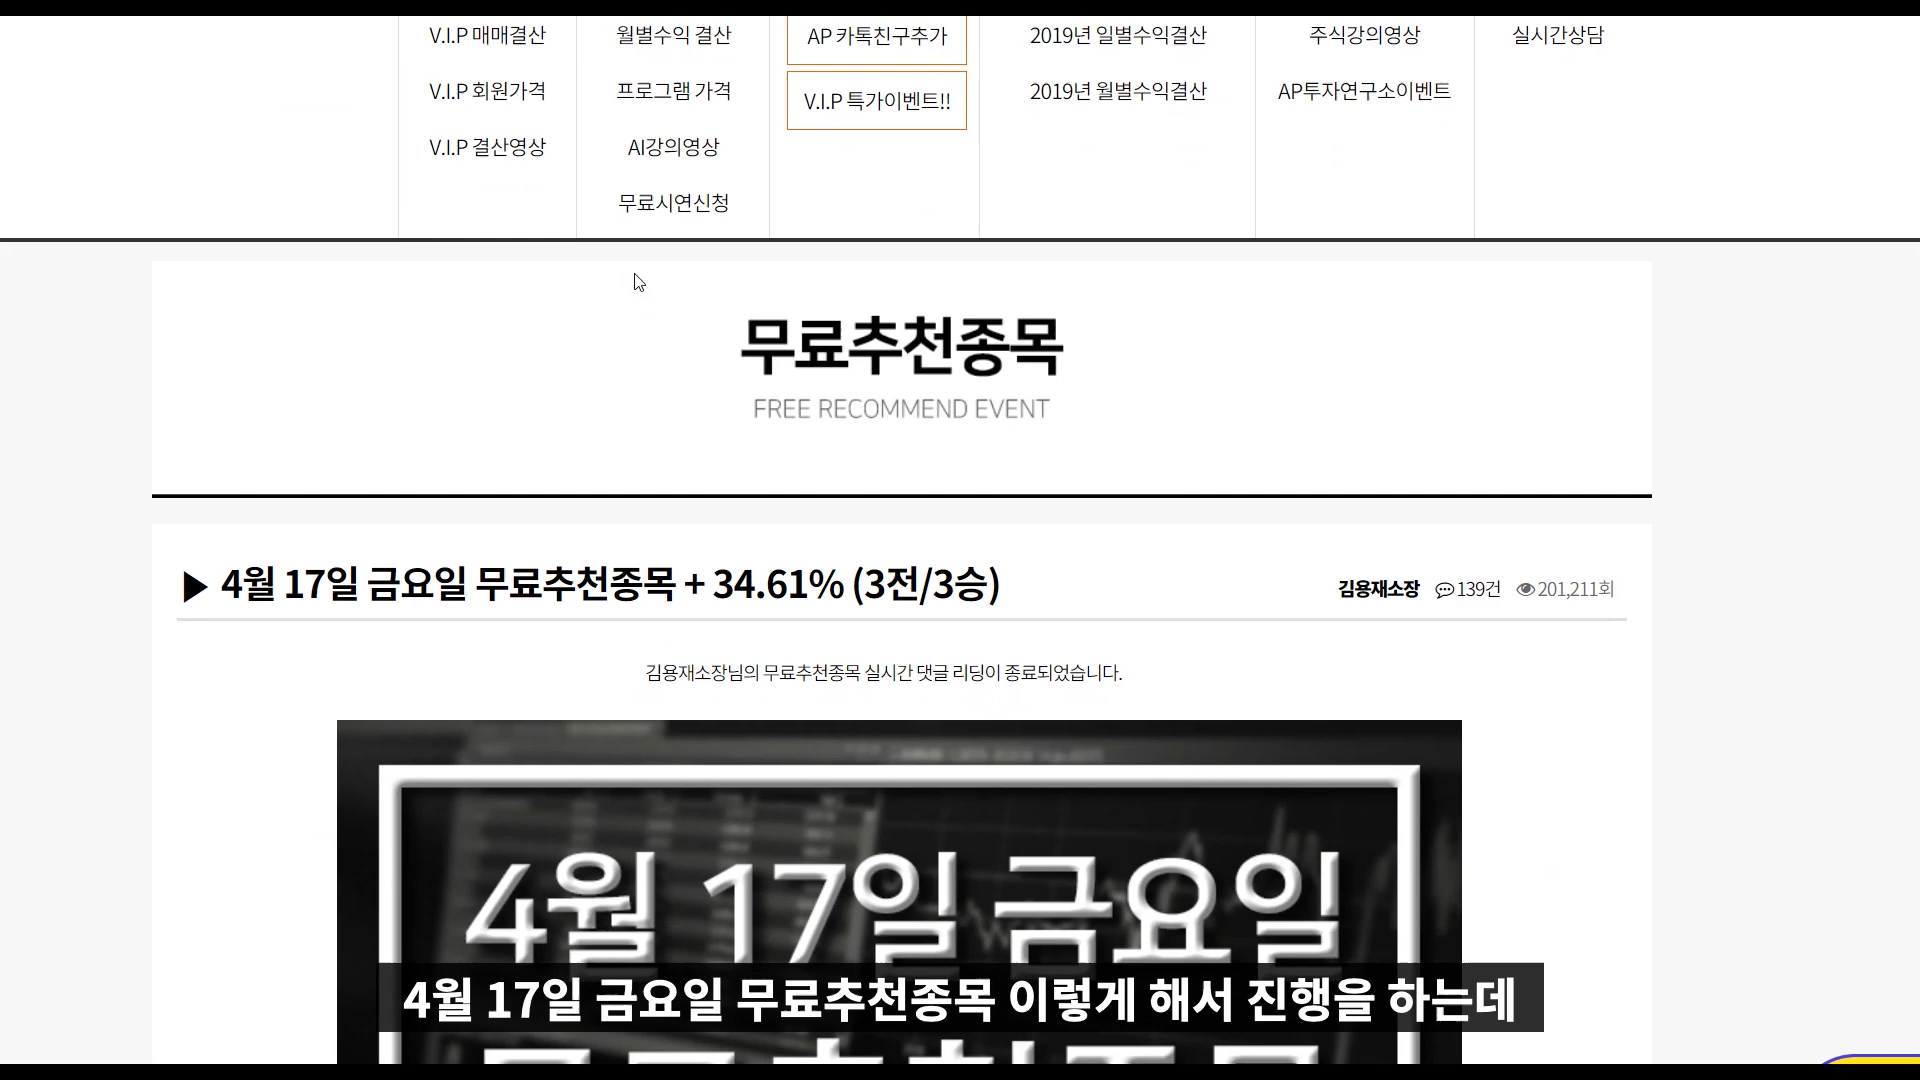 V.I.P 매매결산 월별수익 결산 AP 카톡친구추가 2019년 일별수익결산 주식강의영상 실시간상담
V.I.P 회원가격 프로그램 가격 V.I.P 특가이벤트!! 2019년 월별수익결산 AP투자연구소이벤트
V.I.P 결산영상 AI강의영상
무료시연신청
무료추천종목
FREE RECOMMEND EVENT
▶ 4월 17일 금요일 무료추천종목 + 34.61% (3전/3승) 김용재소장 139건 201,211회
김용재소장님의 무료추천종목 실시간 댓글 리딩이 종료되었습니다.
4월 17일 금요일
4월 17일 금요일 무료추천종목 이렇게 해서 진행을 하는데